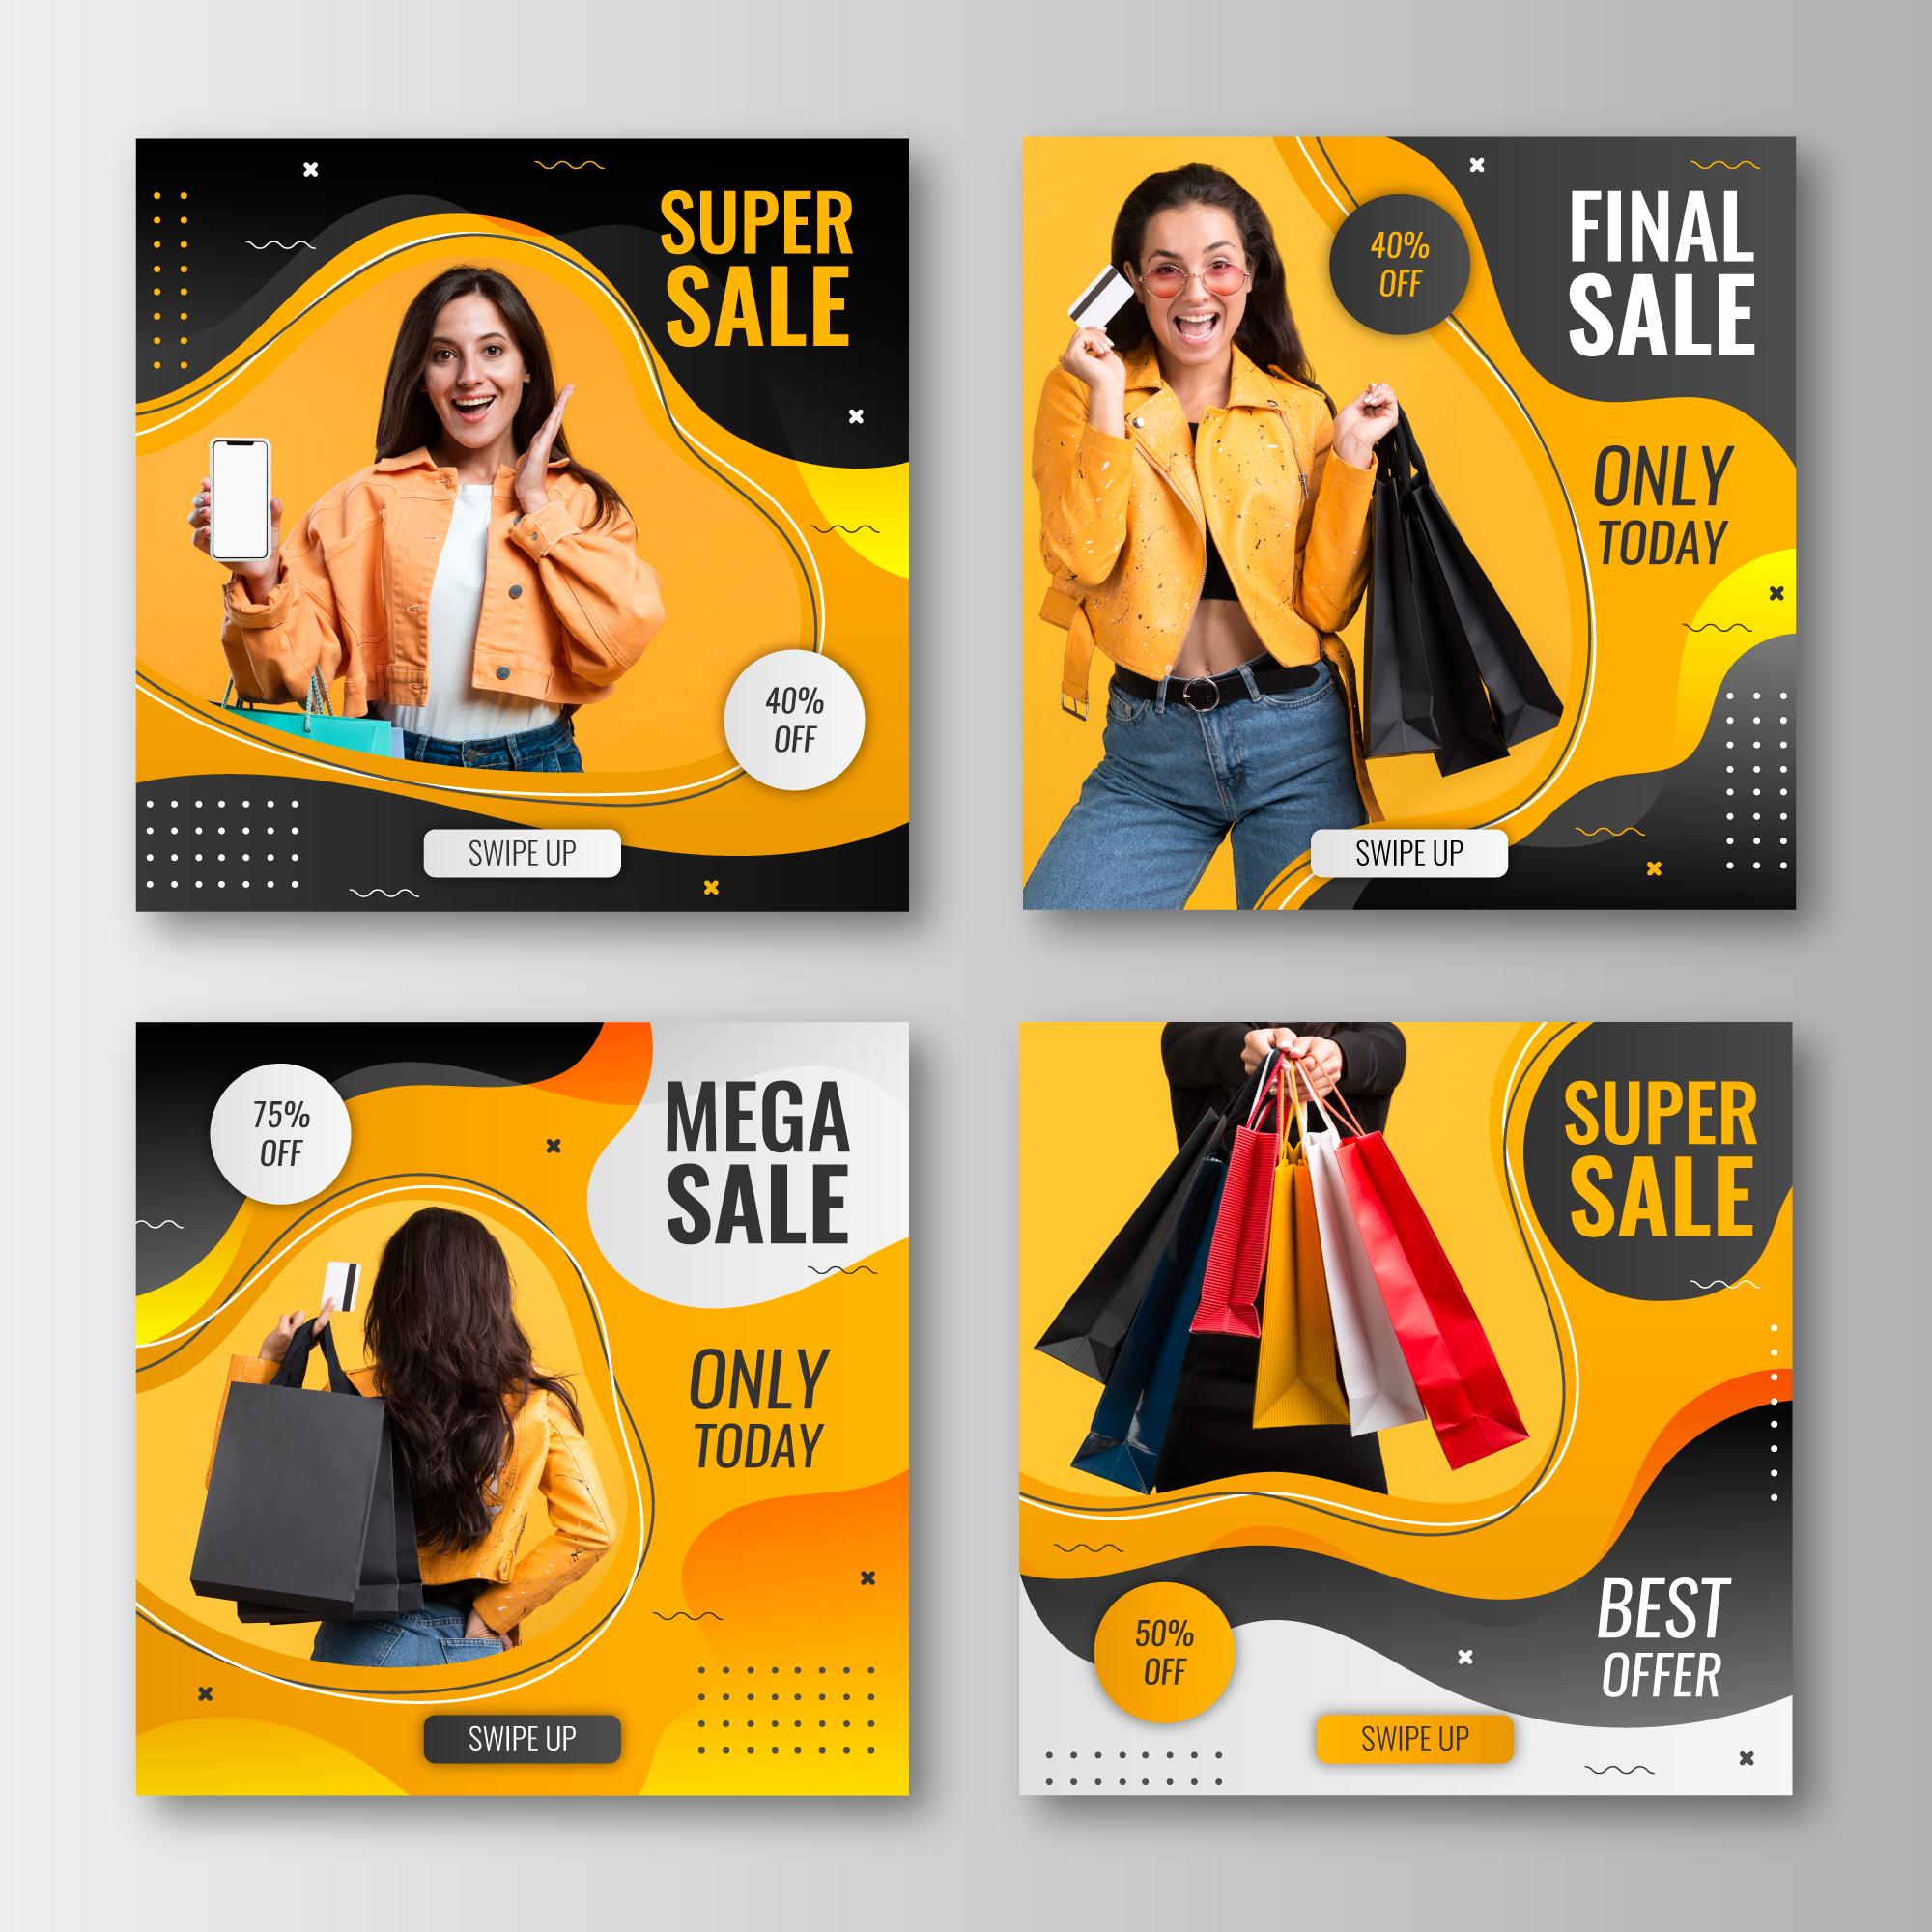 SUPER
SALE
40%
OFF
SWIPE UP
40%
OFF
FINAL
SALE
ONLY
TODAY
SWIPE UP
75%
OFF
MEGA
SALE
ONLY
TODAY
SWIPE UP
SUPER
SALE
50%
OFF
BEST
OFFER
SWIPE UP